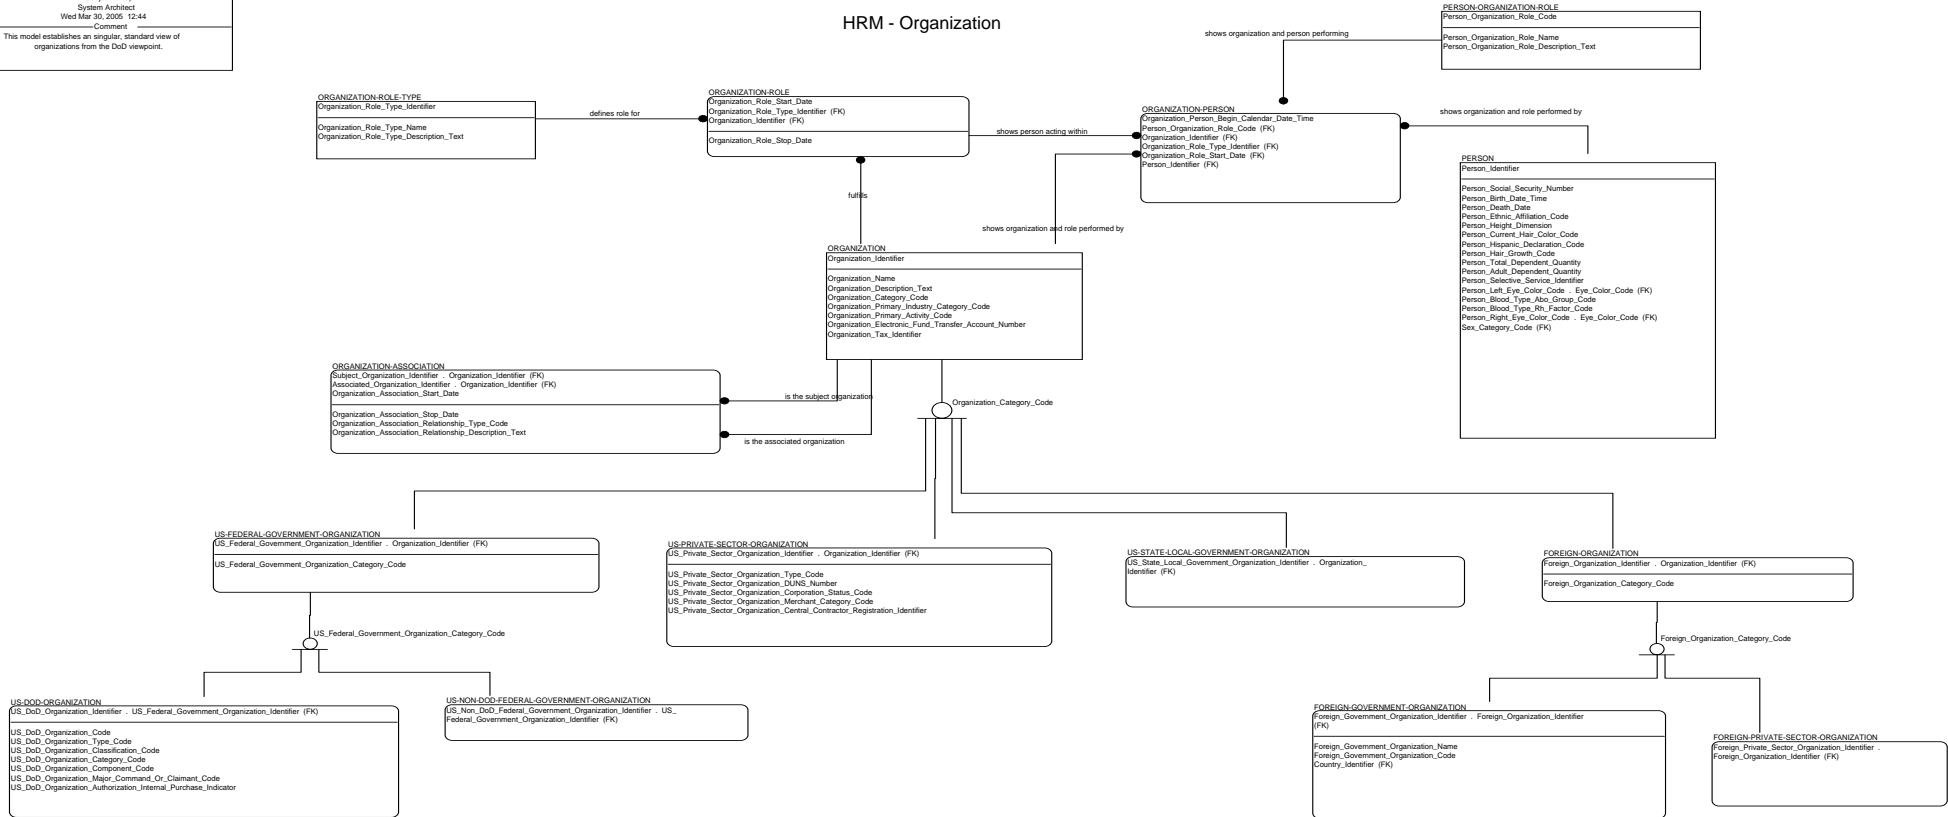 System Architect
Wed Mar 30, 2005 12:44
Comment
This model establishes an singular, standard view of
organizations from the DoD viewpoint.
HRM - Organization
PERSON-ORGANIZATION-ROLE
Person_Organization_Role_Code
Person_Organization_Role_Name
Person_Organization_Role_Description_Text
shows organization and person performing
ORGANIZATION-ROLE-TYPE
Organization_Role_Type_Identifier
Organization_Role_Type_Name
Organization_Role_Type_Description_Text
defines role for
ORGANIZATION-ROLE
Organization_Role_Start_Date
Organization_Role_Type_Identifier (FK)
Organization_Identifier (FK)
Organization_Role_Stop_Date
shows person acting within
ORGANIZATION-PERSON
Organization_Person_Begin_Calendar_Date_Time
Person_Organization_Role_Code (FK)
Organization_Identifier (FK)
Organization_Role_Type_Identifier (FK)
Organization_Role_Start_Date (FK)
Person_Identifier (FK)
shows organization and role performed by
PERSON
Person_Identifier
Person_Social_Security_Number
Person_Birth_Date_Time
Person_Death_Date
Person_Ethnic_Affiliation_Code
Person_Height_Dimension
Person_Current_Hair_Color_Code
Person_Hispanic_Declaration_Code
Person_Hair_Growth_Code
Person_Total_Dependent_Quantity
Person_Adult_Dependent_Quantity
Person_Selective_Service_Identifier
Person_Left_Eye_Color_Code . Eye_Color_Code (FK)
Person_Blood_Type_Abo_Group_Code
Person_Blood_Type_Rh_Factor_Code
Person_Right_Eye_Color_Code . Eye_Color_Code (FK)
Sex_Category_Code (FK)
fulfills
shows organization and role performed by
ORGANIZATION
Organization_Identifier
Organization_Name
Organization_Description_Text
Organization_Category_Code
Organization_Primary_Industry_Category_Code
Organization_Primary_Activity_Code
Organization_Electronic_Fund_Transfer_Account_Number
Organization_Tax_Identifier
ORGANIZATION-ASSOCIATION
Subject_Organization_Identifier . Organization_Identifier (FK)
Associated_Organization_Identifier . Organization_Identifier (FK)
Organization_Association_Start_Date
Organization_Association_Stop_Date
Organization_Association_Relationship_Type_Code
Organization_Association_Relationship_Description_Text
is the subject organization
is the associated organization
Organization_Category_Code
US-FEDERAL-GOVERNMENT-ORGANIZATION
US_Federal_Government_Organization_Identifier . Organization_Identifier (FK)
US_Federal_Government_Organization_Category_Code
US-PRIVATE-SECTOR-ORGANIZATION
US_Private_Sector_Organization_Identifier . Organization_Identifier (FK)
US_Private_Sector_Organization_Type_Code
US_Private_Sector_Organization_DUNS_Number
US_Private_Sector_Organization_Corporation_Status_Code
US_Private_Sector_Organization_Merchant_Category_Code
US_Private_Sector_Organization_Central_Contractor_Registration_Identifier
US-STATE-LOCAL-GOVERNMENT-ORGANIZATION
US_State_Local_Government_Organization_Identifier . Organization_
Identifier (FK)
FOREIGN-ORGANIZATION
Foreign_Organization_Identifier . Organization_Identifier (FK)
Foreign_Organization_Category_Code
US_Federal_Government_Organization_Category_Code
Foreign_Organization_Category_Code
US-DOD-ORGANIZATION
US_DoD_Organization_Identifier . US_Federal_Government_Organization_Identifier (FK)
US_DoD_Organization_Code
US_DoD_Organization_Type_Code
US_DoD_Organization_Classification_Code
US_DoD_Organization_Category_Code
US_DoD_Organization_Component_Code
US_DoD_Organization_Major_Command_Or_Claimant_Code
US_DoD_Organization_Authorization_Internal_Purchase_Indicator
US-NON-DOD-FEDERAL-GOVERNMENT-ORGANIZATION
US_Non_DoD_Federal_Government_Organization_Identifier . US_
Federal_Government_Organization_Identifier (FK)
FOREIGN-GOVERNMENT-ORGANIZATION
Foreign_Government_Organization_Identifier . Foreign_Organization_Identifier
(FK)
Foreign_Government_Organization_Name
Foreign_Government_Organization_Code
Country_Identifier (FK)
FOREIGN-PRIVATE-SECTOR-ORGANIZATION
Foreign_Private_Sector_Organization_Identifier .
Foreign_Organization_Identifier (FK)